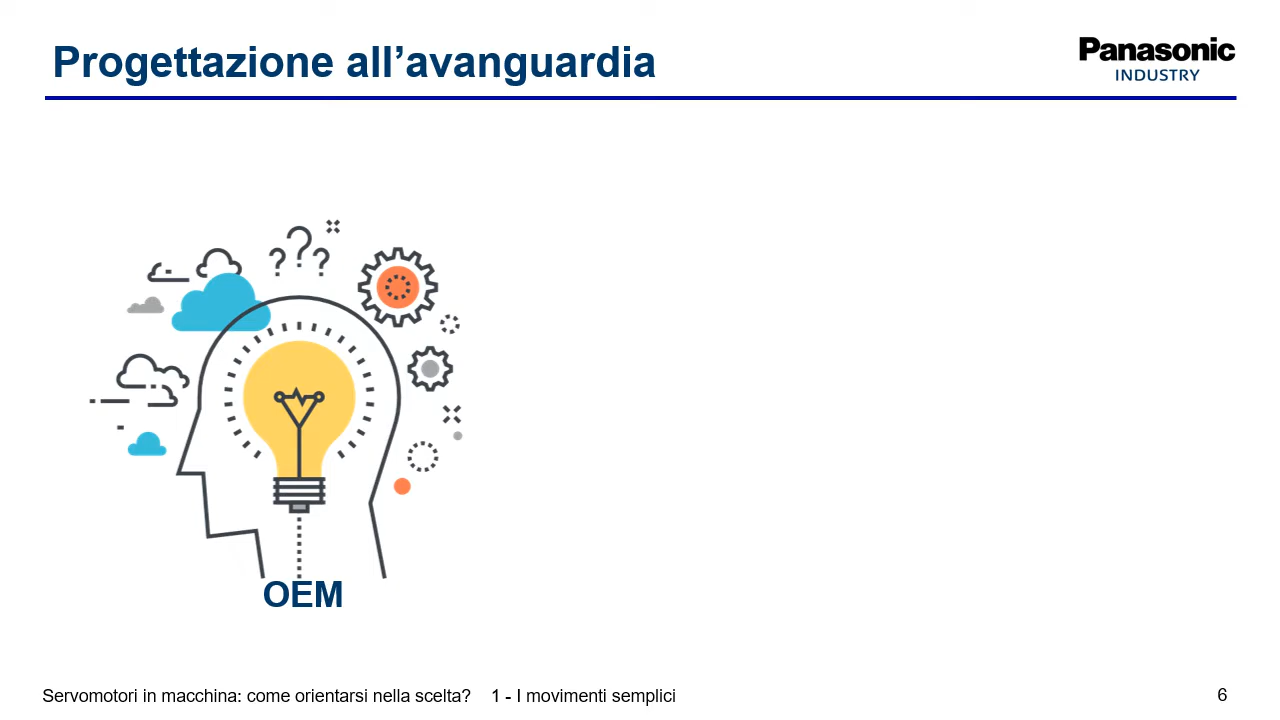 Progettazione all’avanguardia
Panasonic
INDUSTRY
???
OEM
Servomotori in macchina: come orientarsi nella scelta? 1 - I movimenti semplici
6